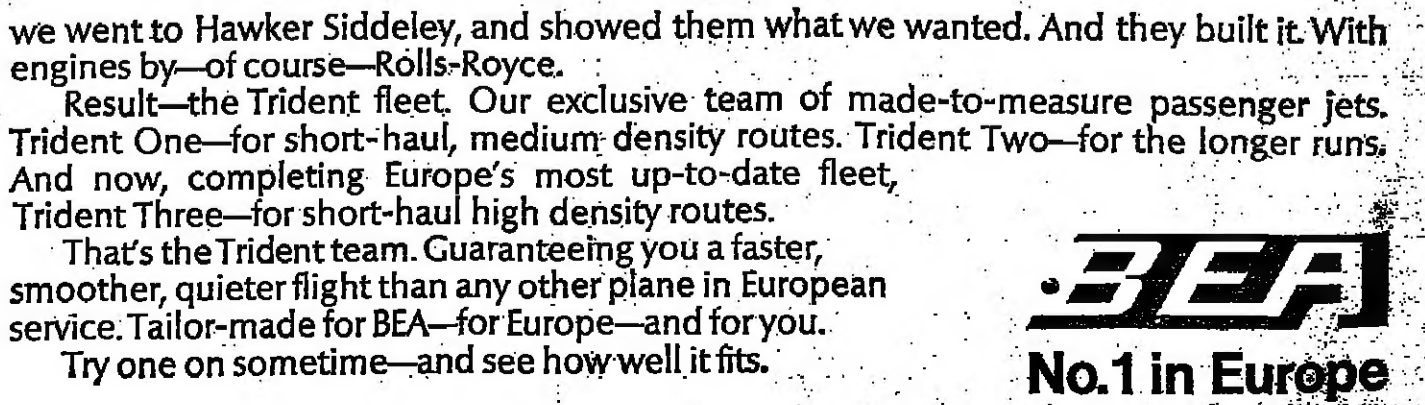 we went to Hawker Siddeley, and showed them what we wanted. And they built it. With
engines by—of course—Rolls-Royce.
Result—the Trident fleet. Our exclusive team of made-to-measure passenger jets.
Trident One—for short-haul, medium density routes. Trident Two—for the longer runs.
And now, completing Europe's most up-to-date fleet,
Trident Three—for short-haul high density routes.
That's the Trident team. Guaranteeing you a faster,
smoother, quieter flight than any other plane in European
service. Tailor-made for BEA—for Europe—and for you.
Try one on sometime—and see how well it fits.
BEA
No.1 in Europe